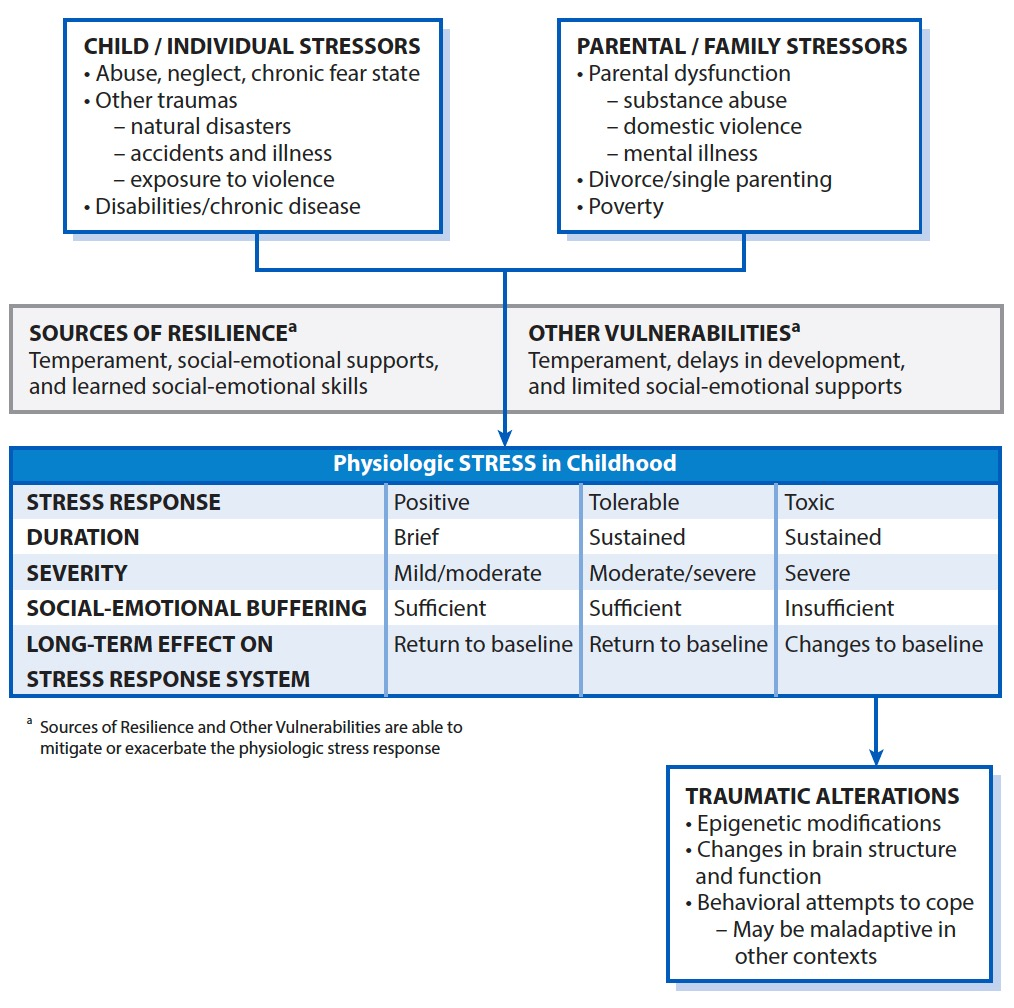 CHILD / INDIVIDUAL STRESSORS
• Abuse, neglect, chronic fear state
• Other traumas
– natural disasters
– accidents and illness
– exposure to violence
• Disabilities/chronic disease
PARENTAL / FAMILY STRESSORS
• Parental dysfunction
– substance abuse
– domestic violence
– mental illness
• Divorce/single parenting
• Poverty
SOURCES OF RESILIENCEa
Temperament, social-emotional supports,
and learned social-emotional skills
OTHER VULNERABILITIESa
Temperament, delays in development,
and limited social-emotional supports
Physiologic STRESS in Childhood
STRESS RESPONSE Positive Tolerable Toxic
DURATION Brief Sustained Sustained
SEVERITY Mild/moderate Moderate/severe Severe
SOCIAL-EMOTIONAL BUFFERING Sufficient Sufficient Insufficient
LONG-TERM EFFECT ON Return to baseline Return to baseline Changes to baseline
STRESS RESPONSE SYSTEM
a Sources of Resilience and Other Vulnerabilities are able to
mitigate or exacerbate the physiologic stress response
TRAUMATIC ALTERATIONS
• Epigenetic modifications
• Changes in brain structure
and function
• Behavioral attempts to cope
– May be maladaptive in
other contexts